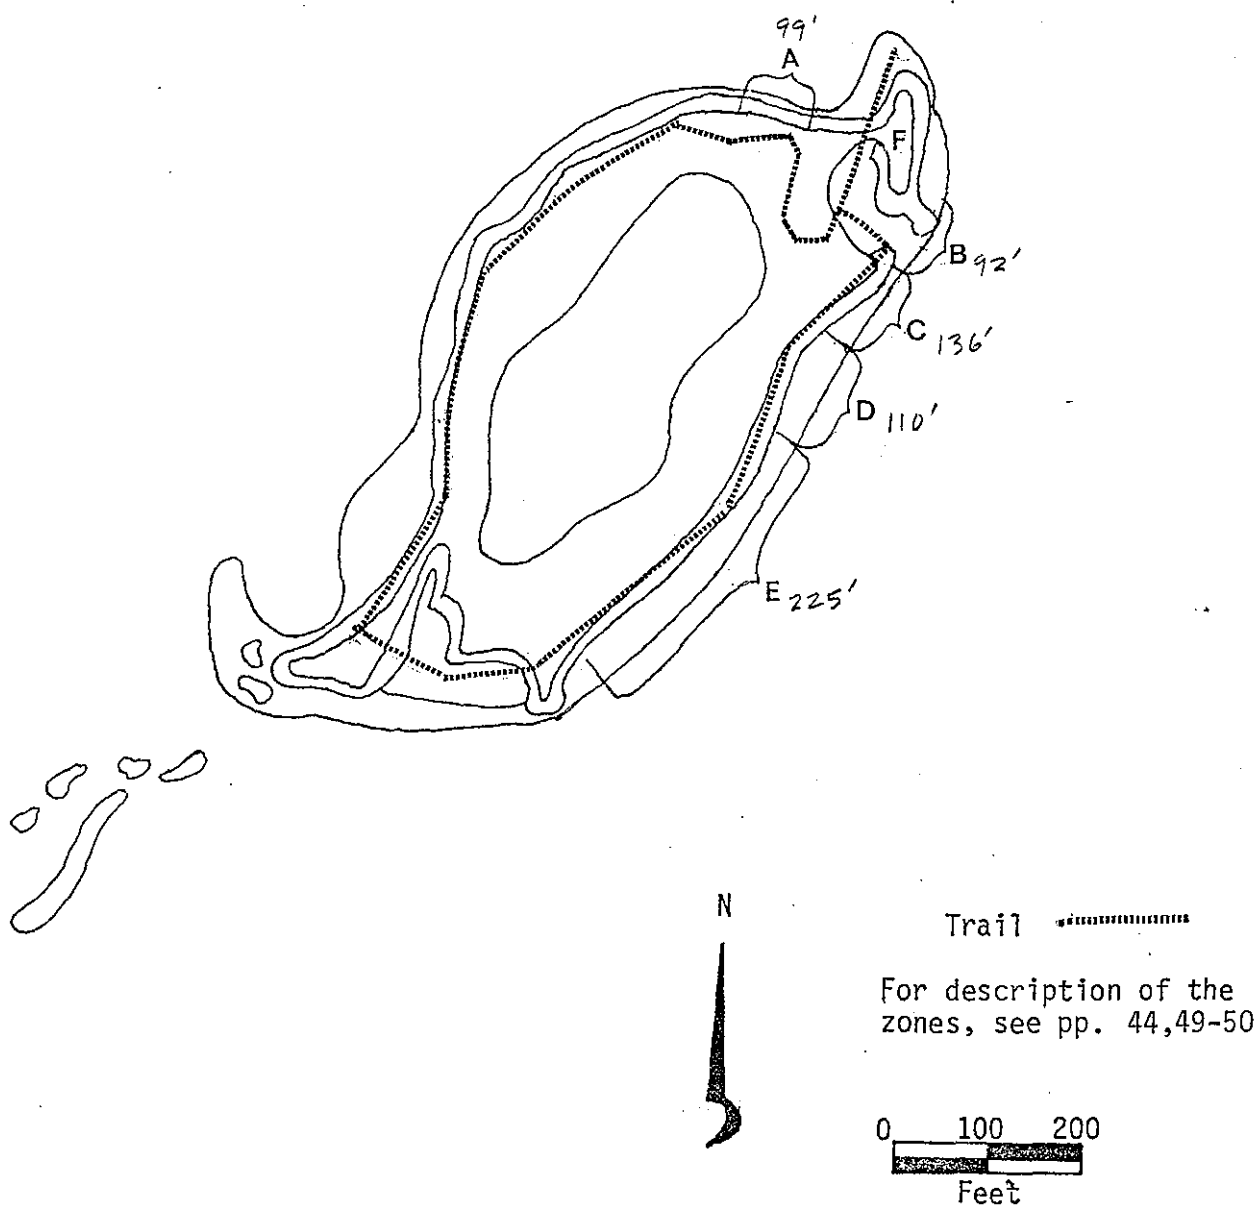 99'
A
F
B 92'
C 136'
D 110'
E 225'
N
Trail
For description of the
zones, see pp. 44,49-50
0 100 200
Feet